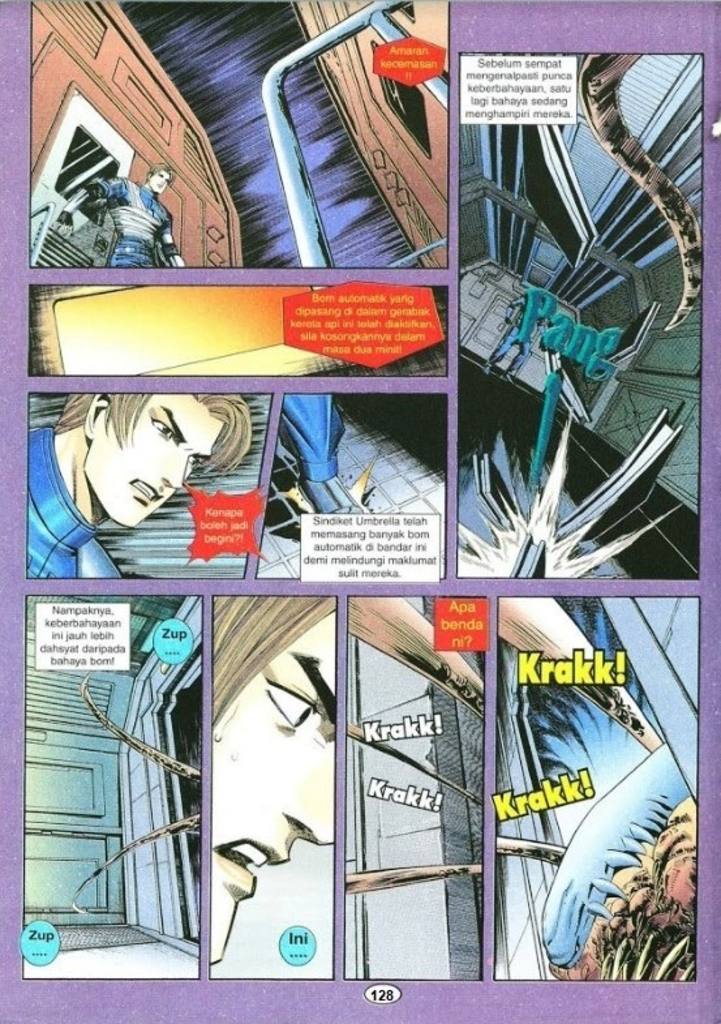 Amaran
kecemasan
!!
Bom automatik yang
dipasang di dalam gerabak
kereta api ini telah diaktifkan,
sila kosongkannya dalam
masa dua minit!
Kenapa
boleh jadi
begini?!
Sindiket Umbrella telah
memasang banyak bom
automatik di bandar ini
demi melindungi maklumat
sulit mereka.
Sebelum sempat
mengenalpasti punca
keberbahayaan, satu
lagi bahaya sedang
menghampiri mereka.
Pang
!
Nampaknya,
keberbahayaan
ini jauh lebih
dahsyat daripada
bahaya bom!
Zup
....
Zup
....
Ini
....
Apa
benda
ni?
Krakk!
Krakk!
Krakk!
Krakk!
128